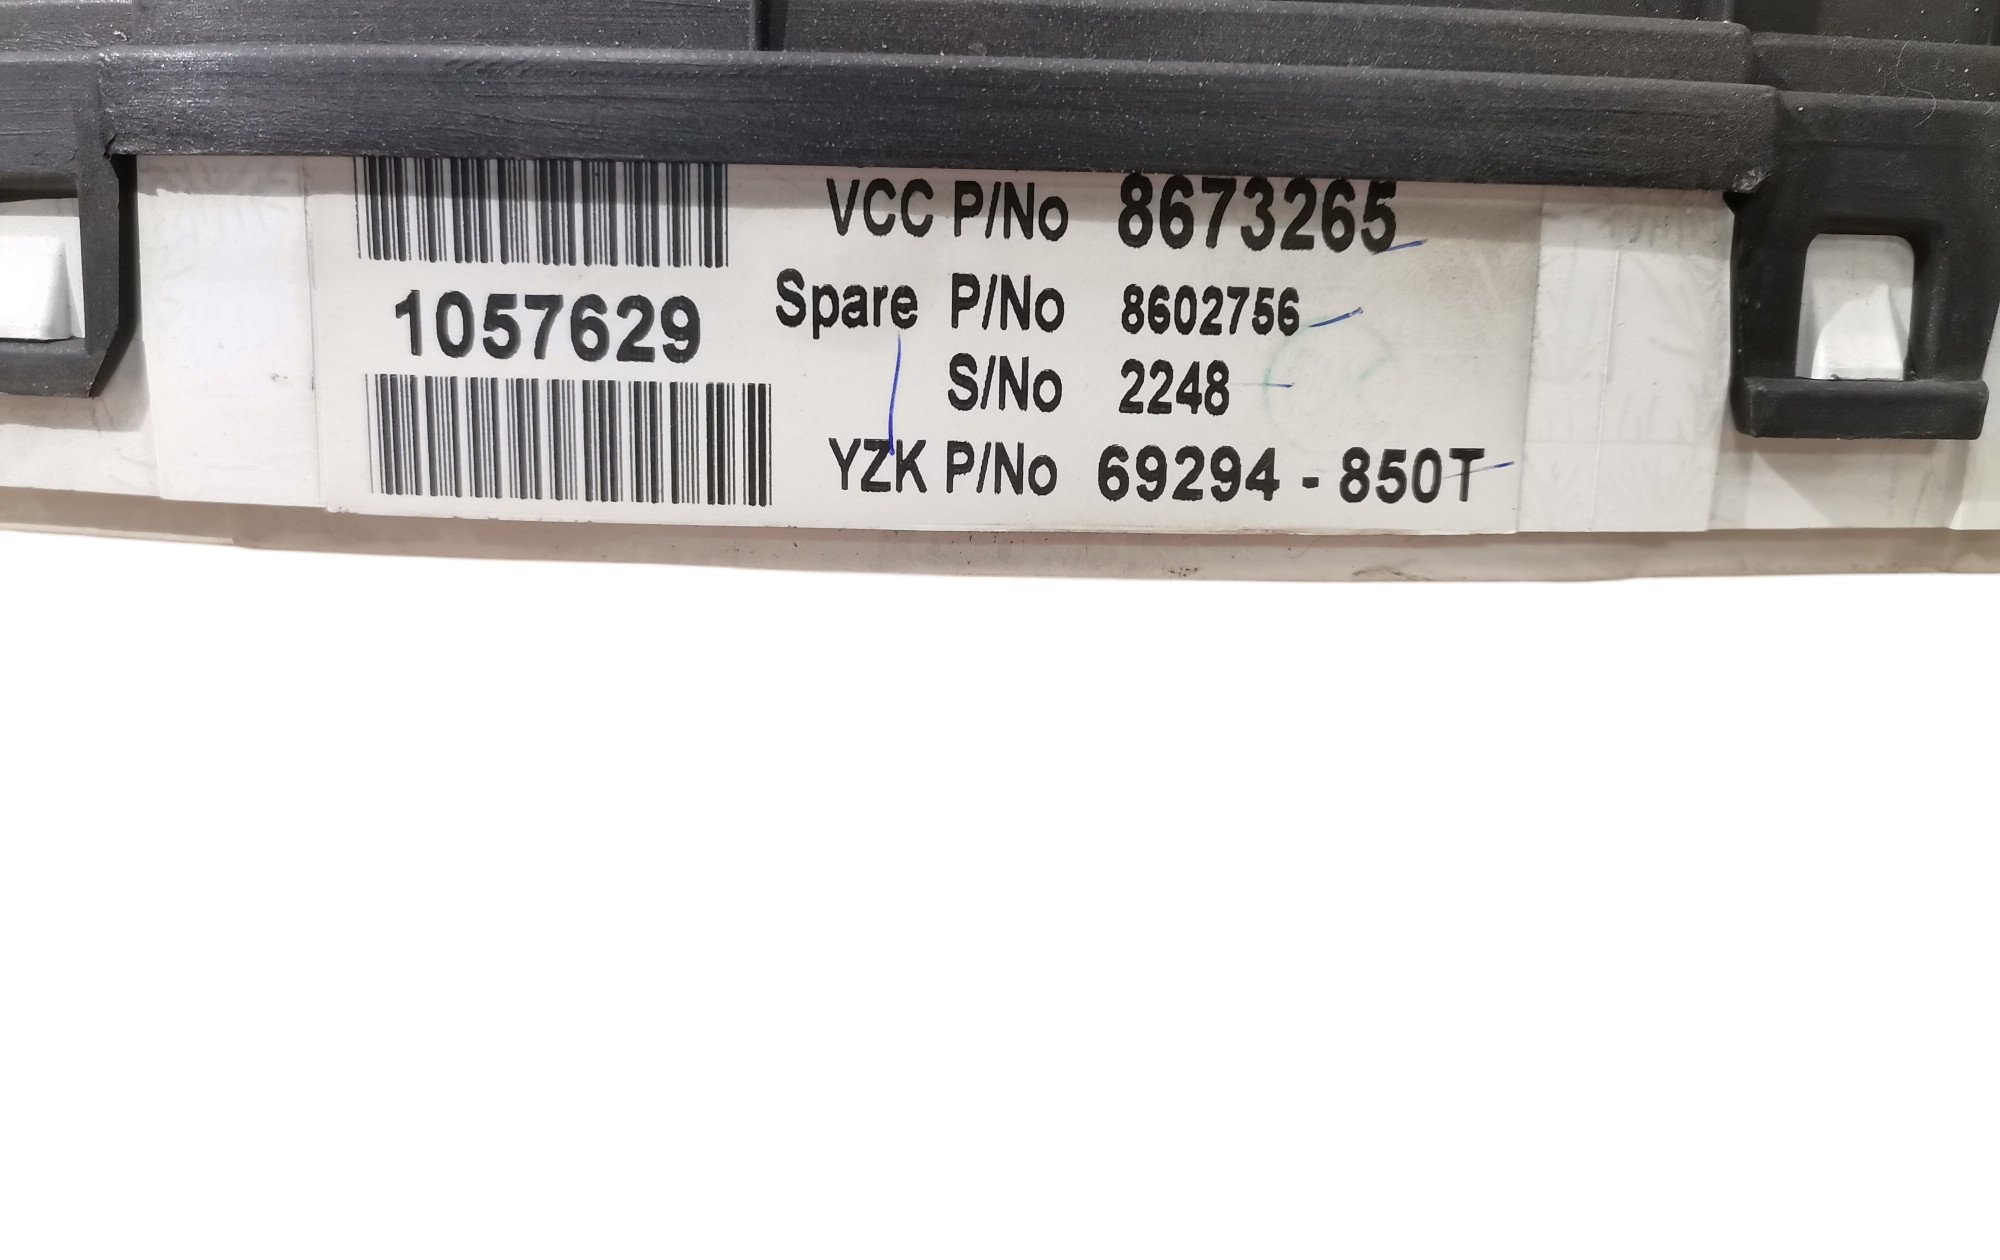 VCC P/No 8673265
1057629
Spare P/No 8602756
S/No 2248
YZK P/No 69294 - 850T